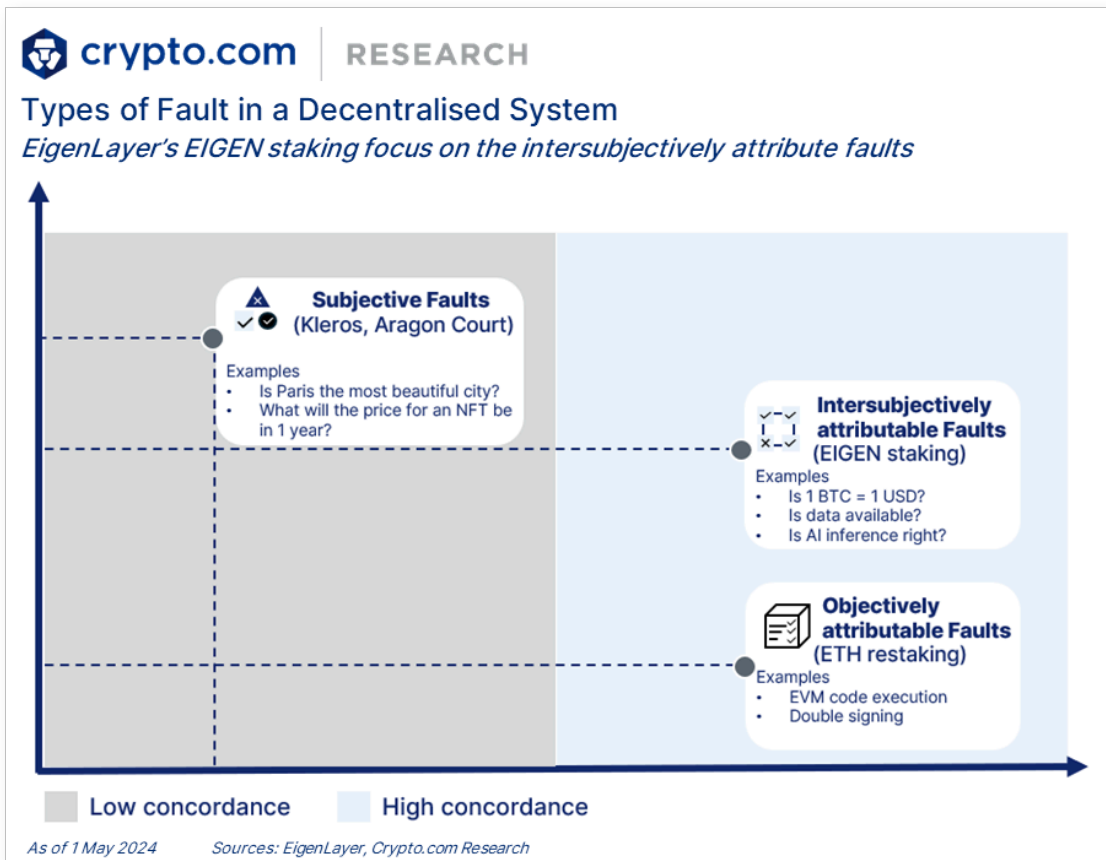 crypto.com RESEARCH
Types of Fault in a Decentralised System
EigenLayer's EIGEN staking focus on the intersubjectively attribute faults
Subjective Faults
(Kleros, Aragon Court)
Examples
• Is Paris the most beautiful city?
• What will the price for an NFT be
in 1 year?
Intersubjectively
attributable Faults
(EIGEN staking)
Examples
• Is 1 BTC = 1 USD?
• Is data available?
• Is AI inference right?
Objectively
attributable Faults
(ETH restaking)
Examples
• EVM code execution
• Double signing
Low concordance High concordance
As of 1 May 2024 Sources: EigenLayer, Crypto.com Research